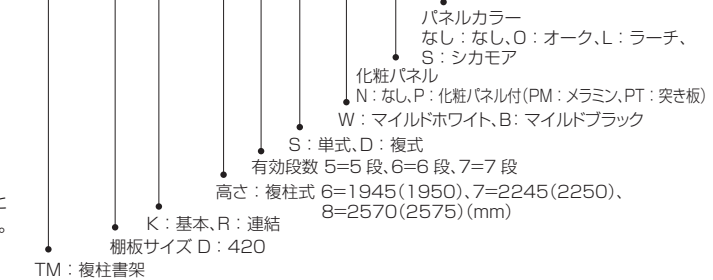 パネルカラー
なし：なし、O：オーク、L：ラーチ、
S：シカモア
化粧パネル
N：なし、P：化粧パネル付(PM：メラミン、PT：突き板)
W：マイルドホワイト、B：マイルドブラック
S：単式、D：複式
有効段数 5=5 段、6=6 段、7=7 段
高さ：複柱式 6=1945(1950)、7=2245(2250)、
8=2570(2575)(mm)
と
。
K：基本、R：連結
棚板サイズ D：420
TM：複柱書架